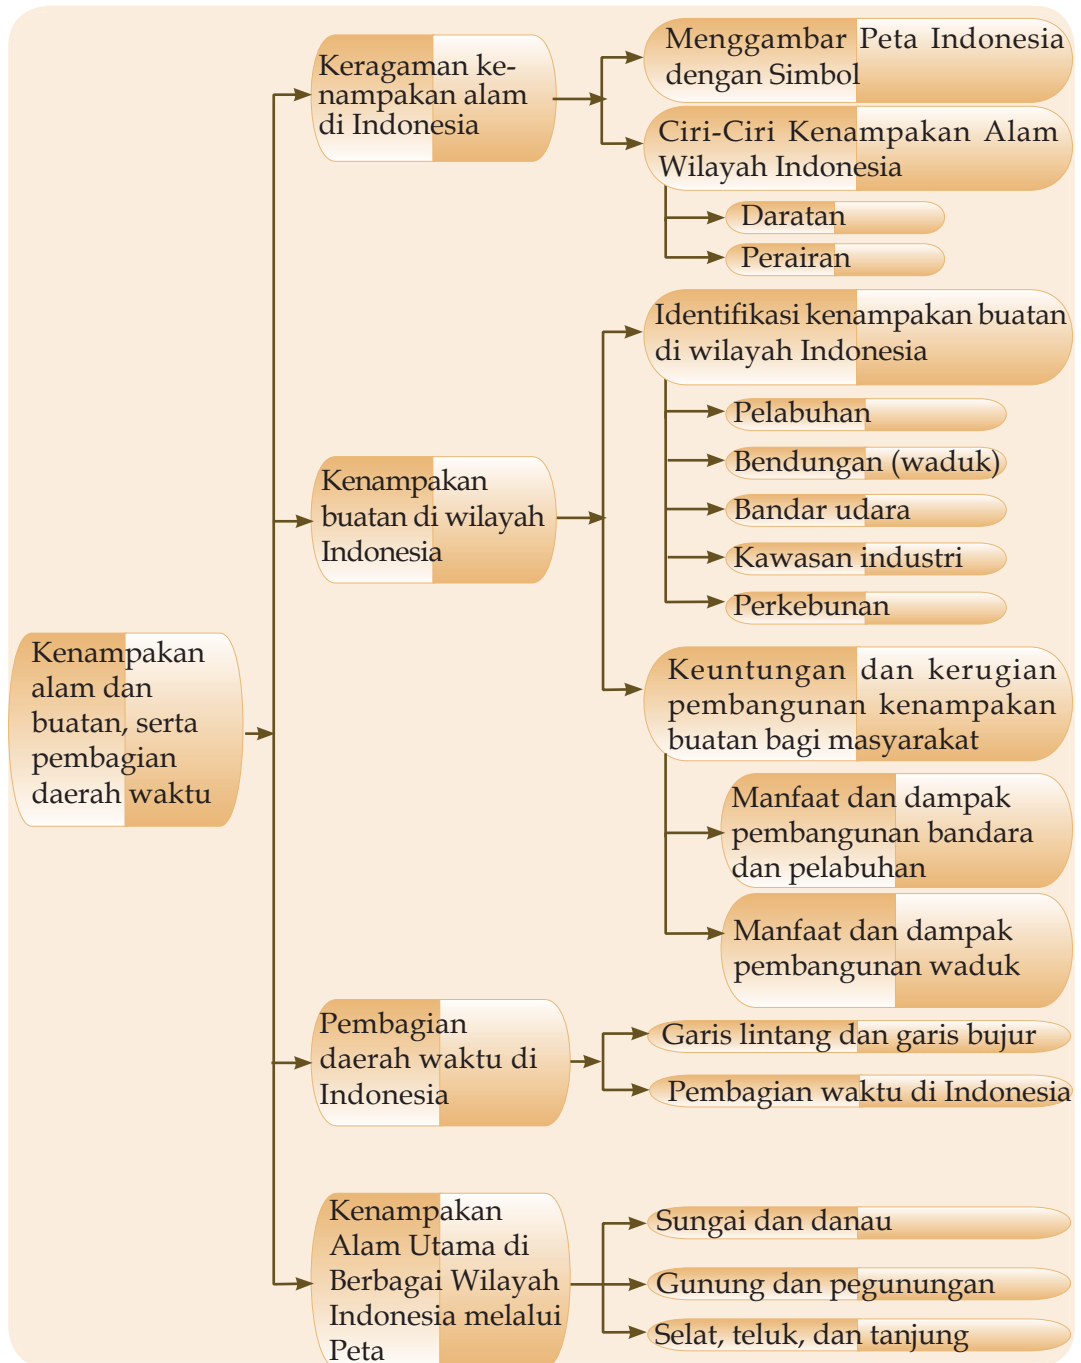 Kenampakan
alam dan
buatan, serta
pembagian
daerah waktu
Keragaman ke-
nampakan alam
di Indonesia
Menggambar Peta Indonesia
dengan Simbol
Ciri-Ciri Kenampakan Alam
Wilayah Indonesia
Daratan
Perairan
Kenampakan
buatan di wilayah
Indonesia
Identifikasi kenampakan buatan
di wilayah Indonesia
Pelabuhan
Bendungan (waduk)
Bandar udara
Kawasan industri
Perkebunan
Keuntungan dan kerugian
pembangunan kenampakan
buatan bagi masyarakat
Manfaat dan dampak
pembangunan bandara
dan pelabuhan
Manfaat dan dampak
pembangunan waduk
Pembagian
daerah waktu di
Indonesia
Garis lintang dan garis bujur
Pembagian waktu di Indonesia
Kenampakan
Alam Utama di
Berbagai Wilayah
Indonesia melalui
Peta
Sungai dan danau
Gunung dan pegunungan
Selat, teluk, dan tanjung